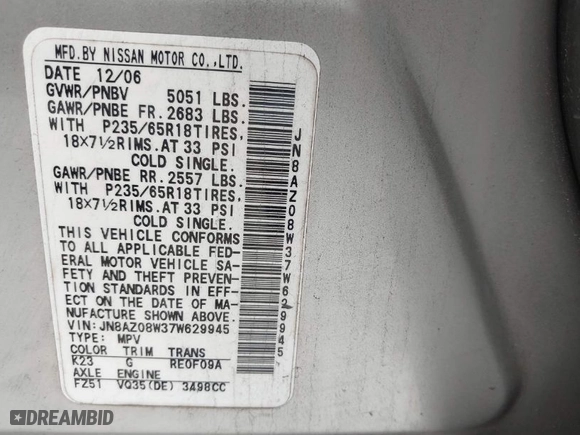 MFD.BY NISSAN MOTOR CO.,LTD.
DATE 12/06
GVWR/PNBV 5051 LBS.
GAWR/PNBE FR. 2683 LBS.
WITH P235/65R18TIRES,
18×7½RIMS.AT 33 PSI
COLD SINGLE.
GAWR/PNBE RR. 2557 LBS.
WITH P235/65R18TIRES,
18×7½RIMS.AT 33 PSI
COLD SINGLE.
THIS VEHICLE CONFORMS
TO ALL APPLICABLE FED-
ERAL MOTOR VEHICLE SA-
FETY AND THEFT PREVEN-
TION STANDARDS IN EFF-
ECT ON THE DATE OF MA-
NUFACTURE SHOWN ABOVE.
VIN: JN8AZ08W37W629945
TYPE: MPV
COLOR TRIM TRANS
K23 G RE0F09A
AXLE ENGINE
FZ51 VQ35(DE) 3498CC
JN8AZ08W37W629945
DREAMBID